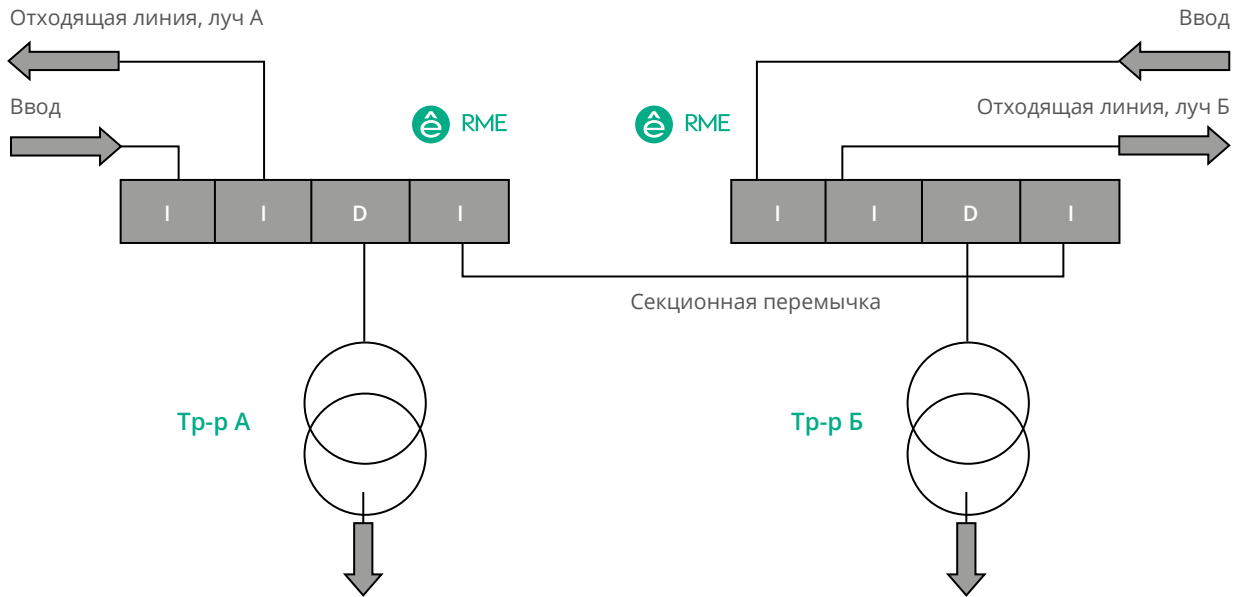 Отходящая линия, луч А
Ввод
Ввод
Отходящая линия, луч Б
ê RME
ê RME
I I D I
I I D I
Секционная перемычка
Тр-р А
Тр-р Б